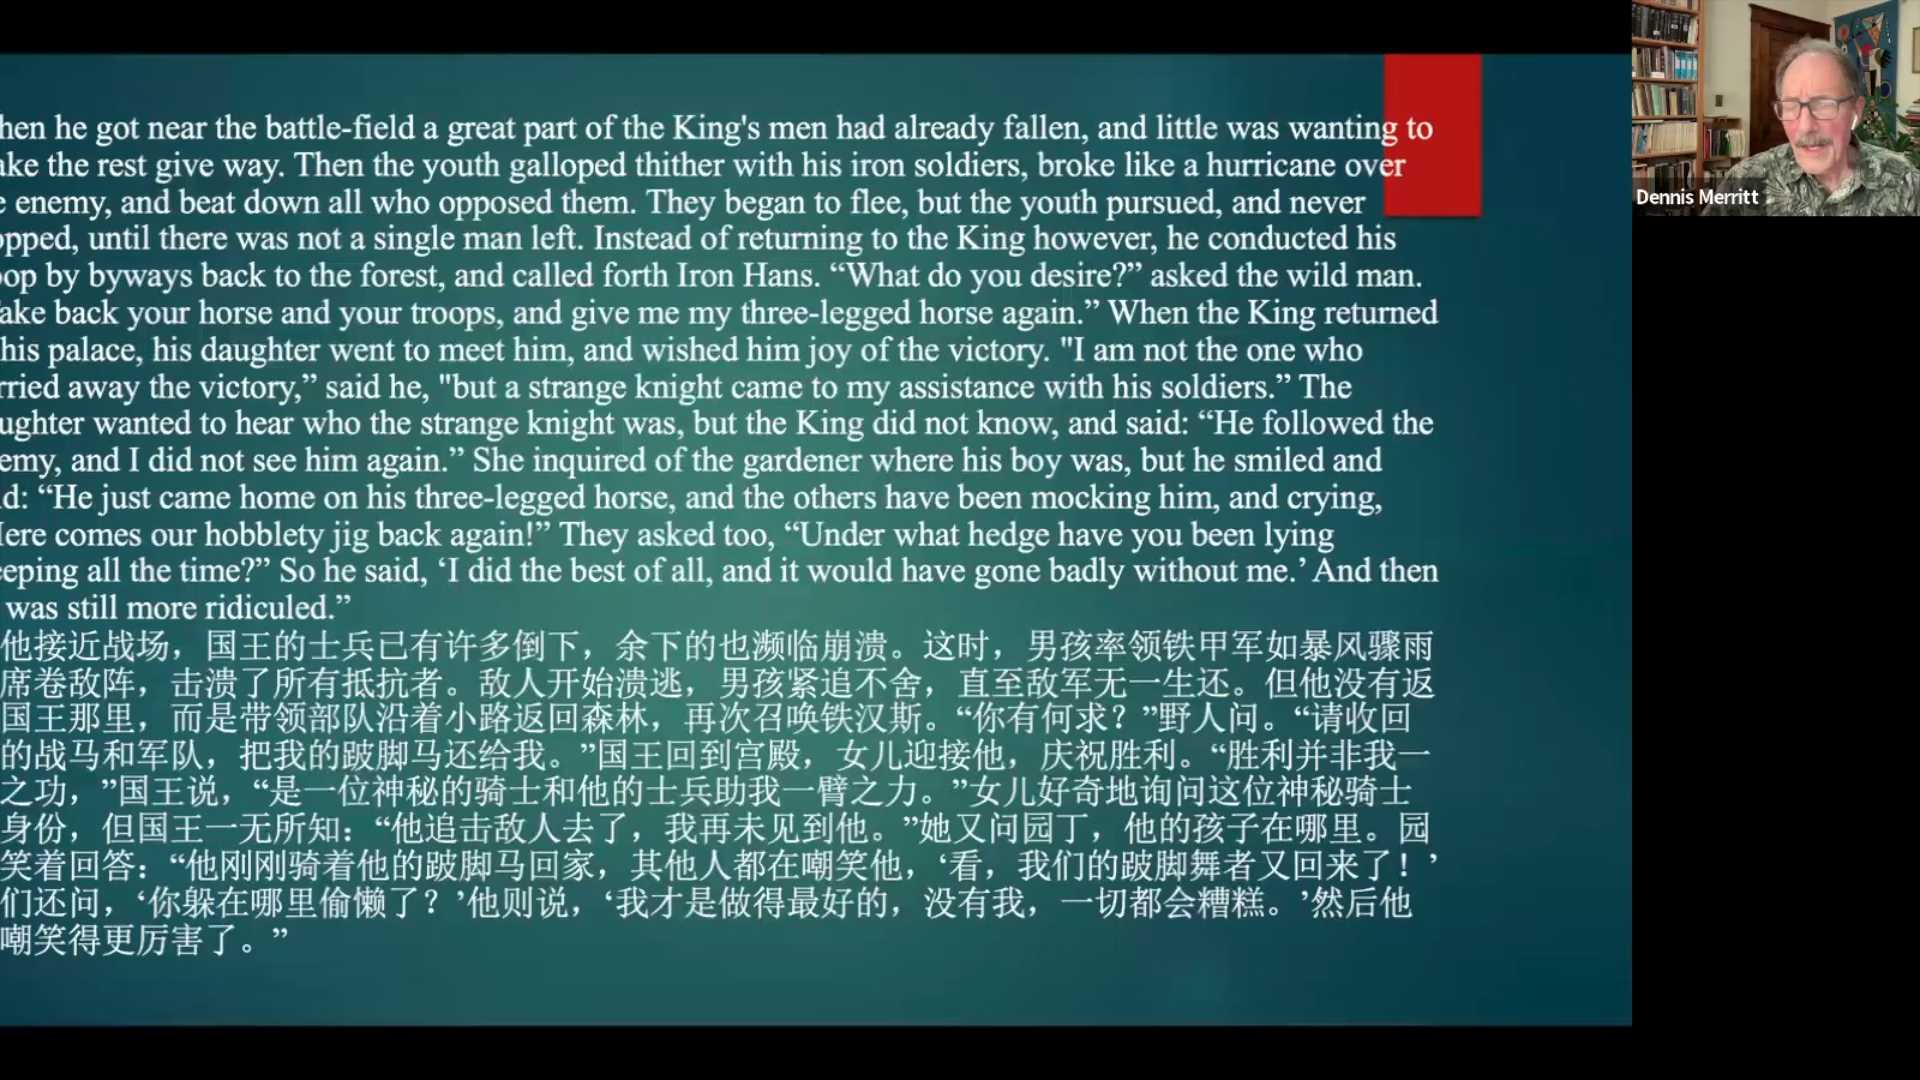 hen he got near the battle-field a great part of the King's men had already fallen, and little was wanting to
ake the rest give way. Then the youth galloped thither with his iron soldiers, broke like a hurricane over
e enemy, and beat down all who opposed them. They began to flee, but the youth pursued, and never
opped, until there was not a single man left. Instead of returning to the King however, he conducted his
oop by byways back to the forest, and called forth Iron Hans. “What do you desire?” asked the wild man.
ake back your horse and your troops, and give me my three-legged horse again.” When the King returned
his palace, his daughter went to meet him, and wished him joy of the victory. "I am not the one who
rried away the victory,” said he, "but a strange knight came to my assistance with his soldiers.” The
ughter wanted to hear who the strange knight was, but the King did not know, and said: “He followed the
emy, and I did not see him again.” She inquired of the gardener where his boy was, but he smiled and
id: “He just came home on his three-legged horse, and the others have been mocking him, and crying,
Here comes our hobblety jig back again!” They asked too, “Under what hedge have you been lying
eeping all the time?” So he said, ‘I did the best of all, and it would have gone badly without me.’ And then
was still more ridiculed.”
他接近战场，国王的士兵已有许多倒下，余下的也濒临崩溃。这时，男孩率领铁甲军如暴风骤雨
席卷敌阵，击溃了所有抵抗者。敌人开始溃逃，男孩紧追不舍，直至敌军无一生还。但他没有返
国王那里，而是带领部队沿着小路返回森林，再次召唤铁汉斯。“你有何求？”野人问。“请收回
的战马和军队，把我的跛脚马还给我。”国王回到宫殿，女儿迎接他，庆祝胜利。“胜利并非我一
之功，”国王说，“是一位神秘的骑士和他的士兵助我一臂之力。”女儿好奇地询问这位神秘骑士
身份，但国王一无所知：“他追击敌人去了，我再未见到他。”她又问园丁，他的孩子在哪里。园
笑着回答：“他刚刚骑着他的跛脚马回家，其他人都在嘲笑他，‘看，我们的跛脚舞者又回来了！’
们还问，‘你躲在哪里偷懒了？’他则说，‘我才是做得最好的，没有我，一切都会糟糕。’然后他
嘲笑得更厉害了。”
Dennis Merritt